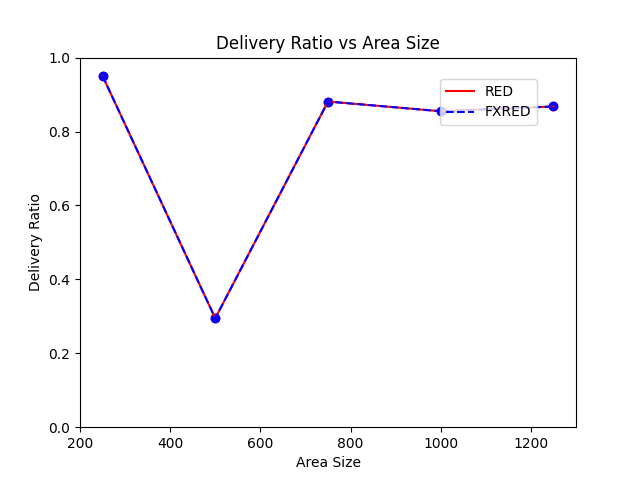 Delivery Ratio vs Area Size
1.0
0.8
0.6
0.4
0.2
0.0
Delivery Ratio
RED
FXRED
200 400 600 800 1000 1200
Area Size